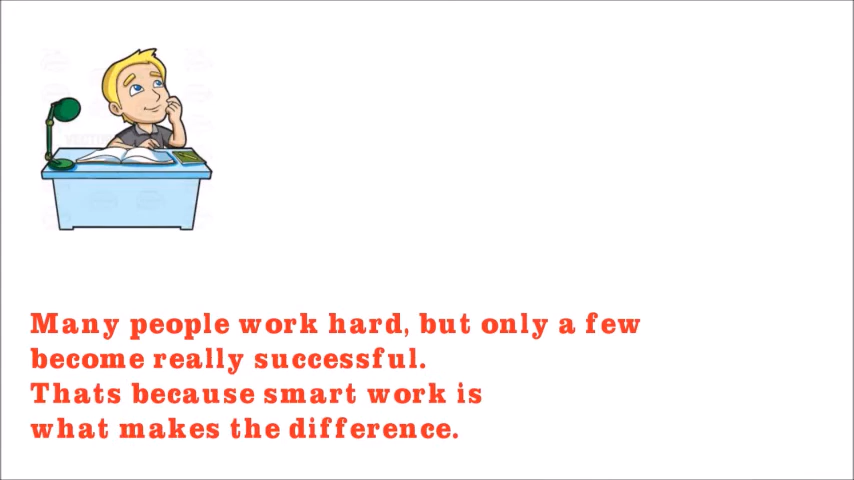 Many people work hard, but only a few
become really successful.
Thats because smart work is
what makes the difference.